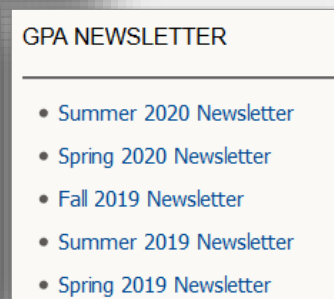 GPA NEWSLETTER
Summer 2020 Newsletter
Spring 2020 Newsletter
Fall 2019 Newsletter
Summer 2019 Newsletter
Spring 2019 Newsletter